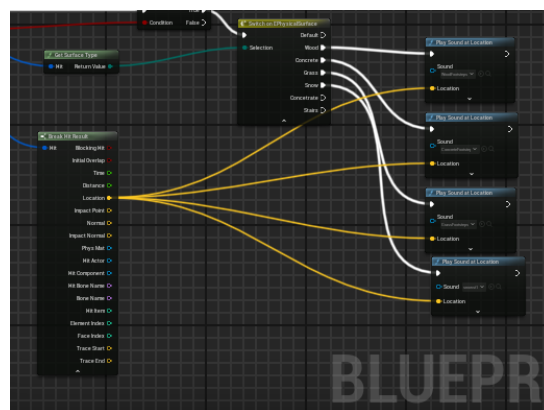 Condition False
Switch on EPhysicalSurface
Default
Selection Wood
Concrete
Grass
Snow
Concetrate
Stairs
Get Surface Type
Hit Return Value
Play Sound at Location
Sound
Location
Play Sound at Location
Sound
Location
Play Sound at Location
Sound
Location
Play Sound at Location
Sound
Location
Break Hit Result
Hit Blocking Hit
Initial Overlap
Time
Distance
Location
Impact Point
Normal
Impact Normal
Phys Mat
Hit Actor
Hit Component
Hit Bone Name
Bone Name
Hit Item
Element Index
Face Index
Trace Start
Trace End
BLUEPR